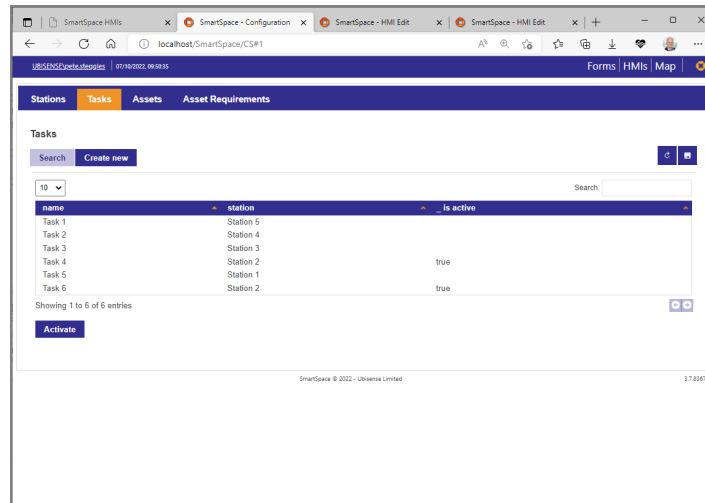 SmartSpace HMIs
SmartSpace - Configuration
SmartSpace - HMI Edit
SmartSpace - HMI Edit
localhost/SmartSpace/CS#1
UBISENSE\pete.steggles 07/10/2022, 09:50:35
Forms HMIs Map
Stations Tasks Assets Asset Requirements
Tasks
Search Create new
10 Search:
name station _ is active
Task 1 Station 5
Task 2 Station 4
Task 3 Station 3
Task 4 Station 2 true
Task 5 Station 1
Task 6 Station 2 true
Showing 1 to 6 of 6 entries
Activate
SmartSpace © 2022 - Ubisense Limited